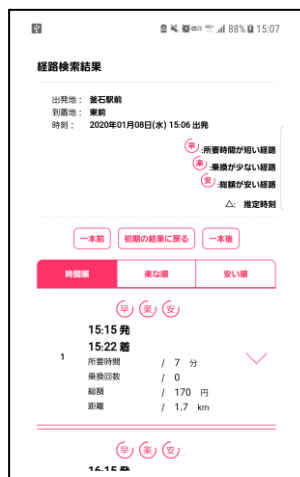 88% 15:07
経路検索結果
出発地： 釜石駅前
到着地： 東前
時刻： 2020年01月08日(水) 15:06 出発
早 :所要時間が短い経路
楽 :乗換が少ない経路
安 :総額が安い経路
△: 推定時刻
一本前 初期の結果に戻る 一本後
時間順 楽な順 安い順
早 楽 安
15:15 発
15:22 着
1
所要時間 / 7 分
乗換回数 / 0
総額 / 170 円
距離 / 1.7 km
早 楽 安
16:15 発